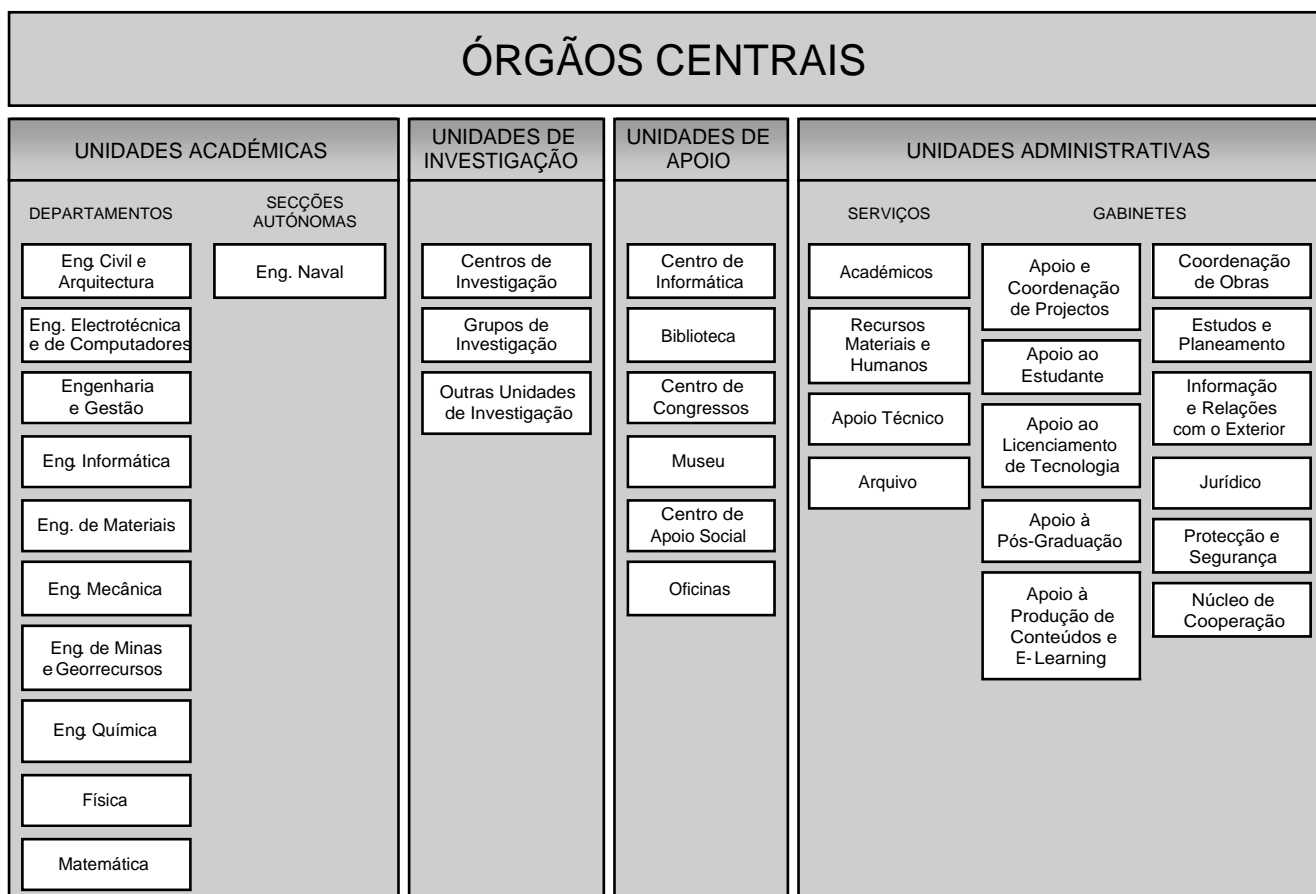 ÓRGÃOS CENTRAIS
UNIDADES ACADÉMICAS
DEPARTAMENTOS
Eng. Civil e
Arquitectura
Eng. Electrotécnica
e de Computadores
Engenharia
e Gestão
Eng. Informática
Eng. de Materiais
Eng. Mecânica
Eng. de Minas
e Georrecursos
Eng. Química
Física
Matemática
SECÇÕES
AUTÓNOMAS
Eng. Naval
UNIDADES DE
INVESTIGAÇÃO
Centros de
Investigação
Grupos de
Investigação
Outras Unidades
de Investigação
UNIDADES DE
APOIO
Centro de
Informática
Biblioteca
Centro de
Congressos
Museu
Centro de
Apoio Social
Oficinas
UNIDADES ADMINISTRATIVAS
SERVIÇOS
Académicos
Recursos
Materiais e
Humanos
Apoio Técnico
Arquivo
GABINETES
Apoio e
Coordenação
de Projectos
Apoio ao
Estudante
Apoio ao
Licenciamento
de Tecnologia
Apoio à
Pós-Graduação
Apoio à
Produção de
Conteúdos e
E-Learning
Coordenação
de Obras
Estudos e
Planeamento
Informação
e Relações
com o Exterior
Jurídico
Protecção e
Segurança
Núcleo de
Cooperação